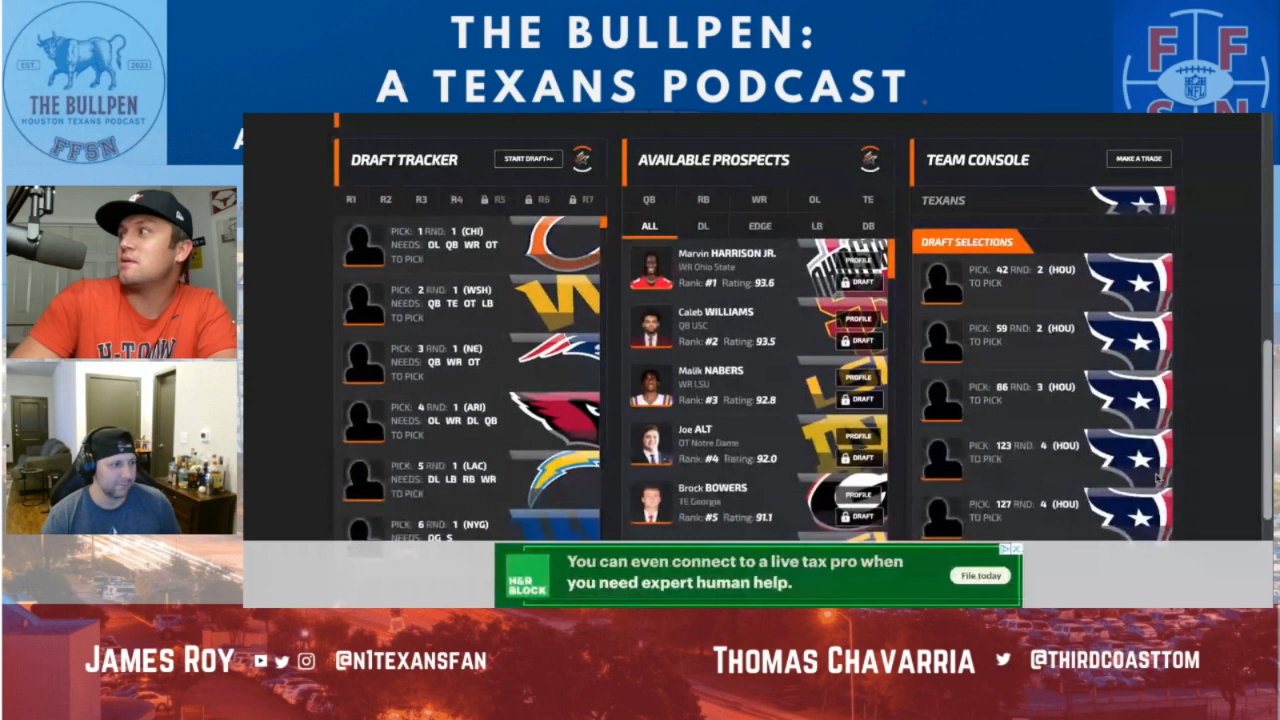 THE BULLPEN:
A TEXANS PODCAST
EST. 2023
THE BULLPEN
HOUSTON TEXANS PODCAST
FFSN
F F
NFL
S N
A
H-TOWN
DRAFT TRACKER
START DRAFT>>
R1 R2 R3 R4 R5 R6 R7
PICK: 1 RND: 1 (CHI)
NEEDS: OL QB WR OT
TO PICK
PICK: 2 RND: 1 (WSH)
NEEDS: QB TE OT LB
TO PICK
PICK: 3 RND: 1 (NE)
NEEDS: QB WR OT
TO PICK
PICK: 4 RND: 1 (ARI)
NEEDS: OL WR DL QB
TO PICK
PICK: 5 RND: 1 (LAC)
NEEDS: DL LB RB WR
TO PICK
PICK: 6 RND: 1 (NYG)
NEEDS: OG S
AVAILABLE PROSPECTS
QB RB WR OL TE
ALL DL EDGE LB DB
Marvin HARRISON JR.
WR Ohio State
Rank: #1 Rating: 93.6
PROFILE
DRAFT
Caleb WILLIAMS
QB USC
Rank: #2 Rating: 93.5
PROFILE
DRAFT
Malik NABERS
WR LSU
Rank: #3 Rating: 92.8
PROFILE
DRAFT
Joe ALT
OT Notre Dame
Rank: #4 Rating: 92.0
PROFILE
DRAFT
Brock BOWERS
TE Georgia
Rank: #5 Rating: 91.1
PROFILE
DRAFT
TEAM CONSOLE
MAKE A TRADE
TEXANS
DRAFT SELECTIONS
PICK: 42 RND: 2 (HOU)
TO PICK
PICK: 59 RND: 2 (HOU)
TO PICK
PICK: 86 RND: 3 (HOU)
TO PICK
PICK: 123 RND: 4 (HOU)
TO PICK
PICK: 127 RND: 4 (HOU)
TO PICK
H&R
BLOCK
You can even connect to a live tax pro when
you need expert human help.
File today
JAMES ROY @N1TEXANSFAN
THOMAS CHAVARRIA @THIRDCOASTTOM